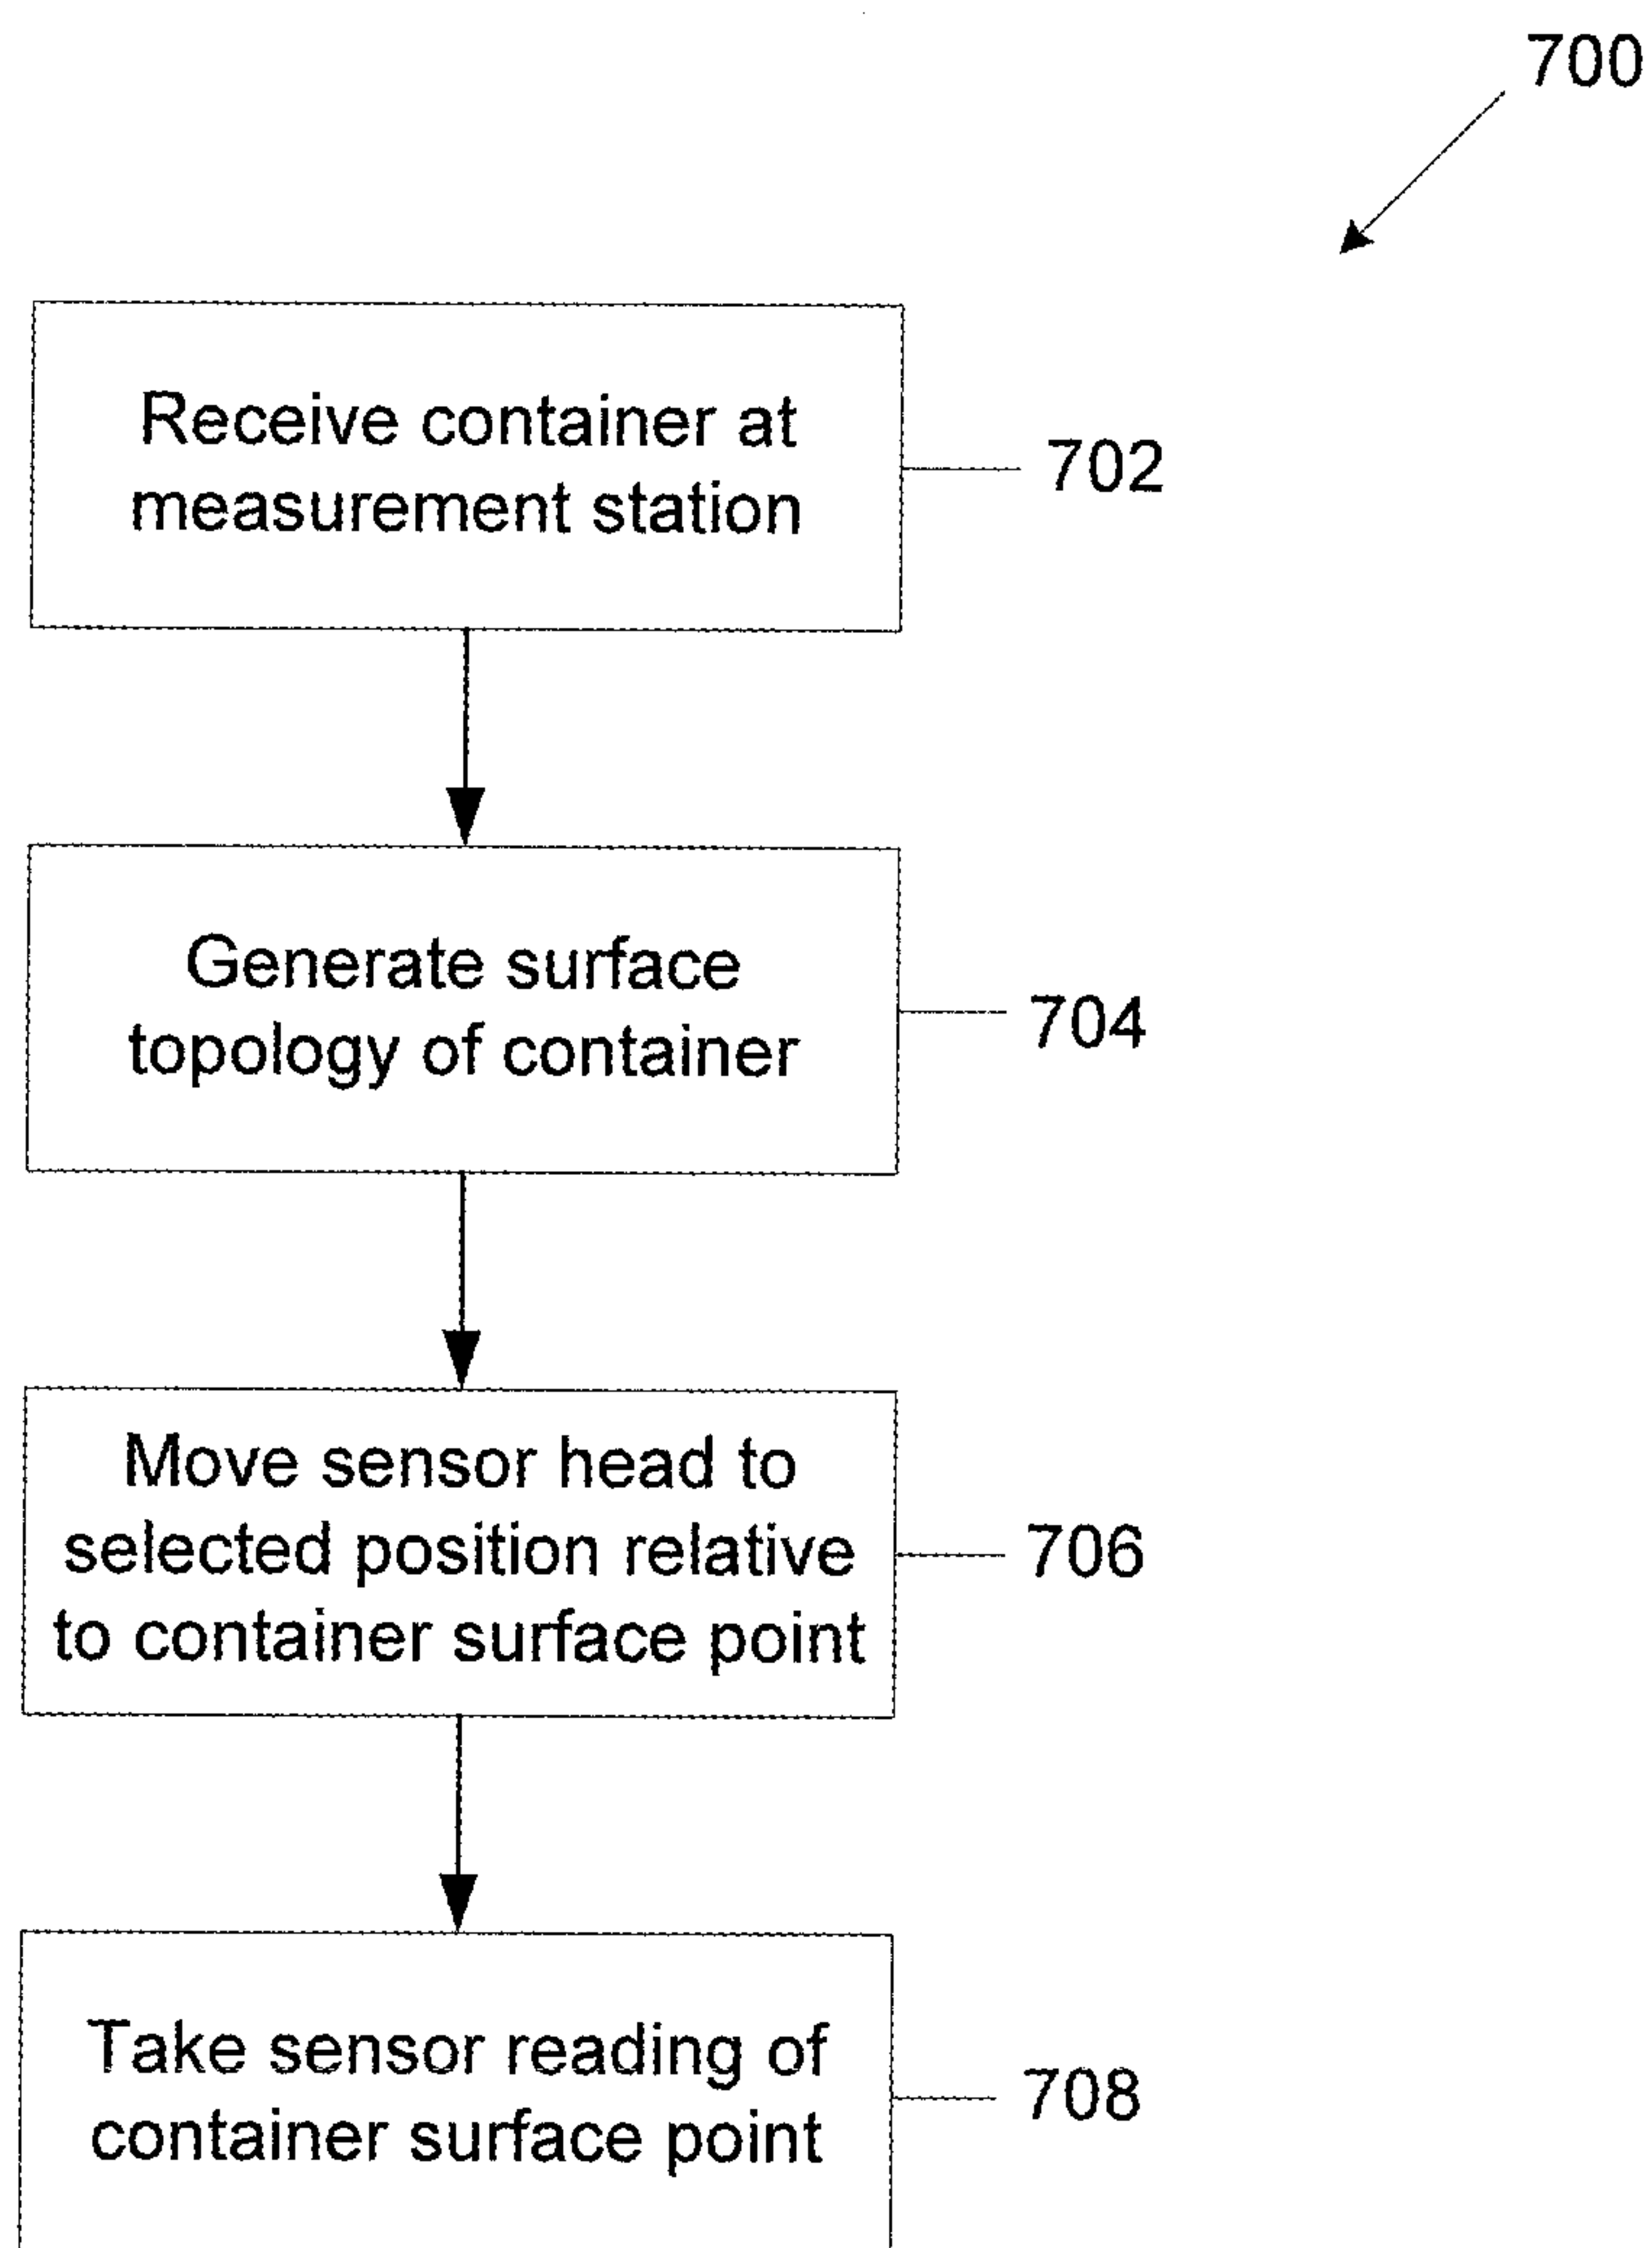 700
Receive container at
measurement station
702
Generate surface
topology of container
704
Move sensor head to
selected position relative
to container surface point
706
Take sensor reading of
container surface point
708